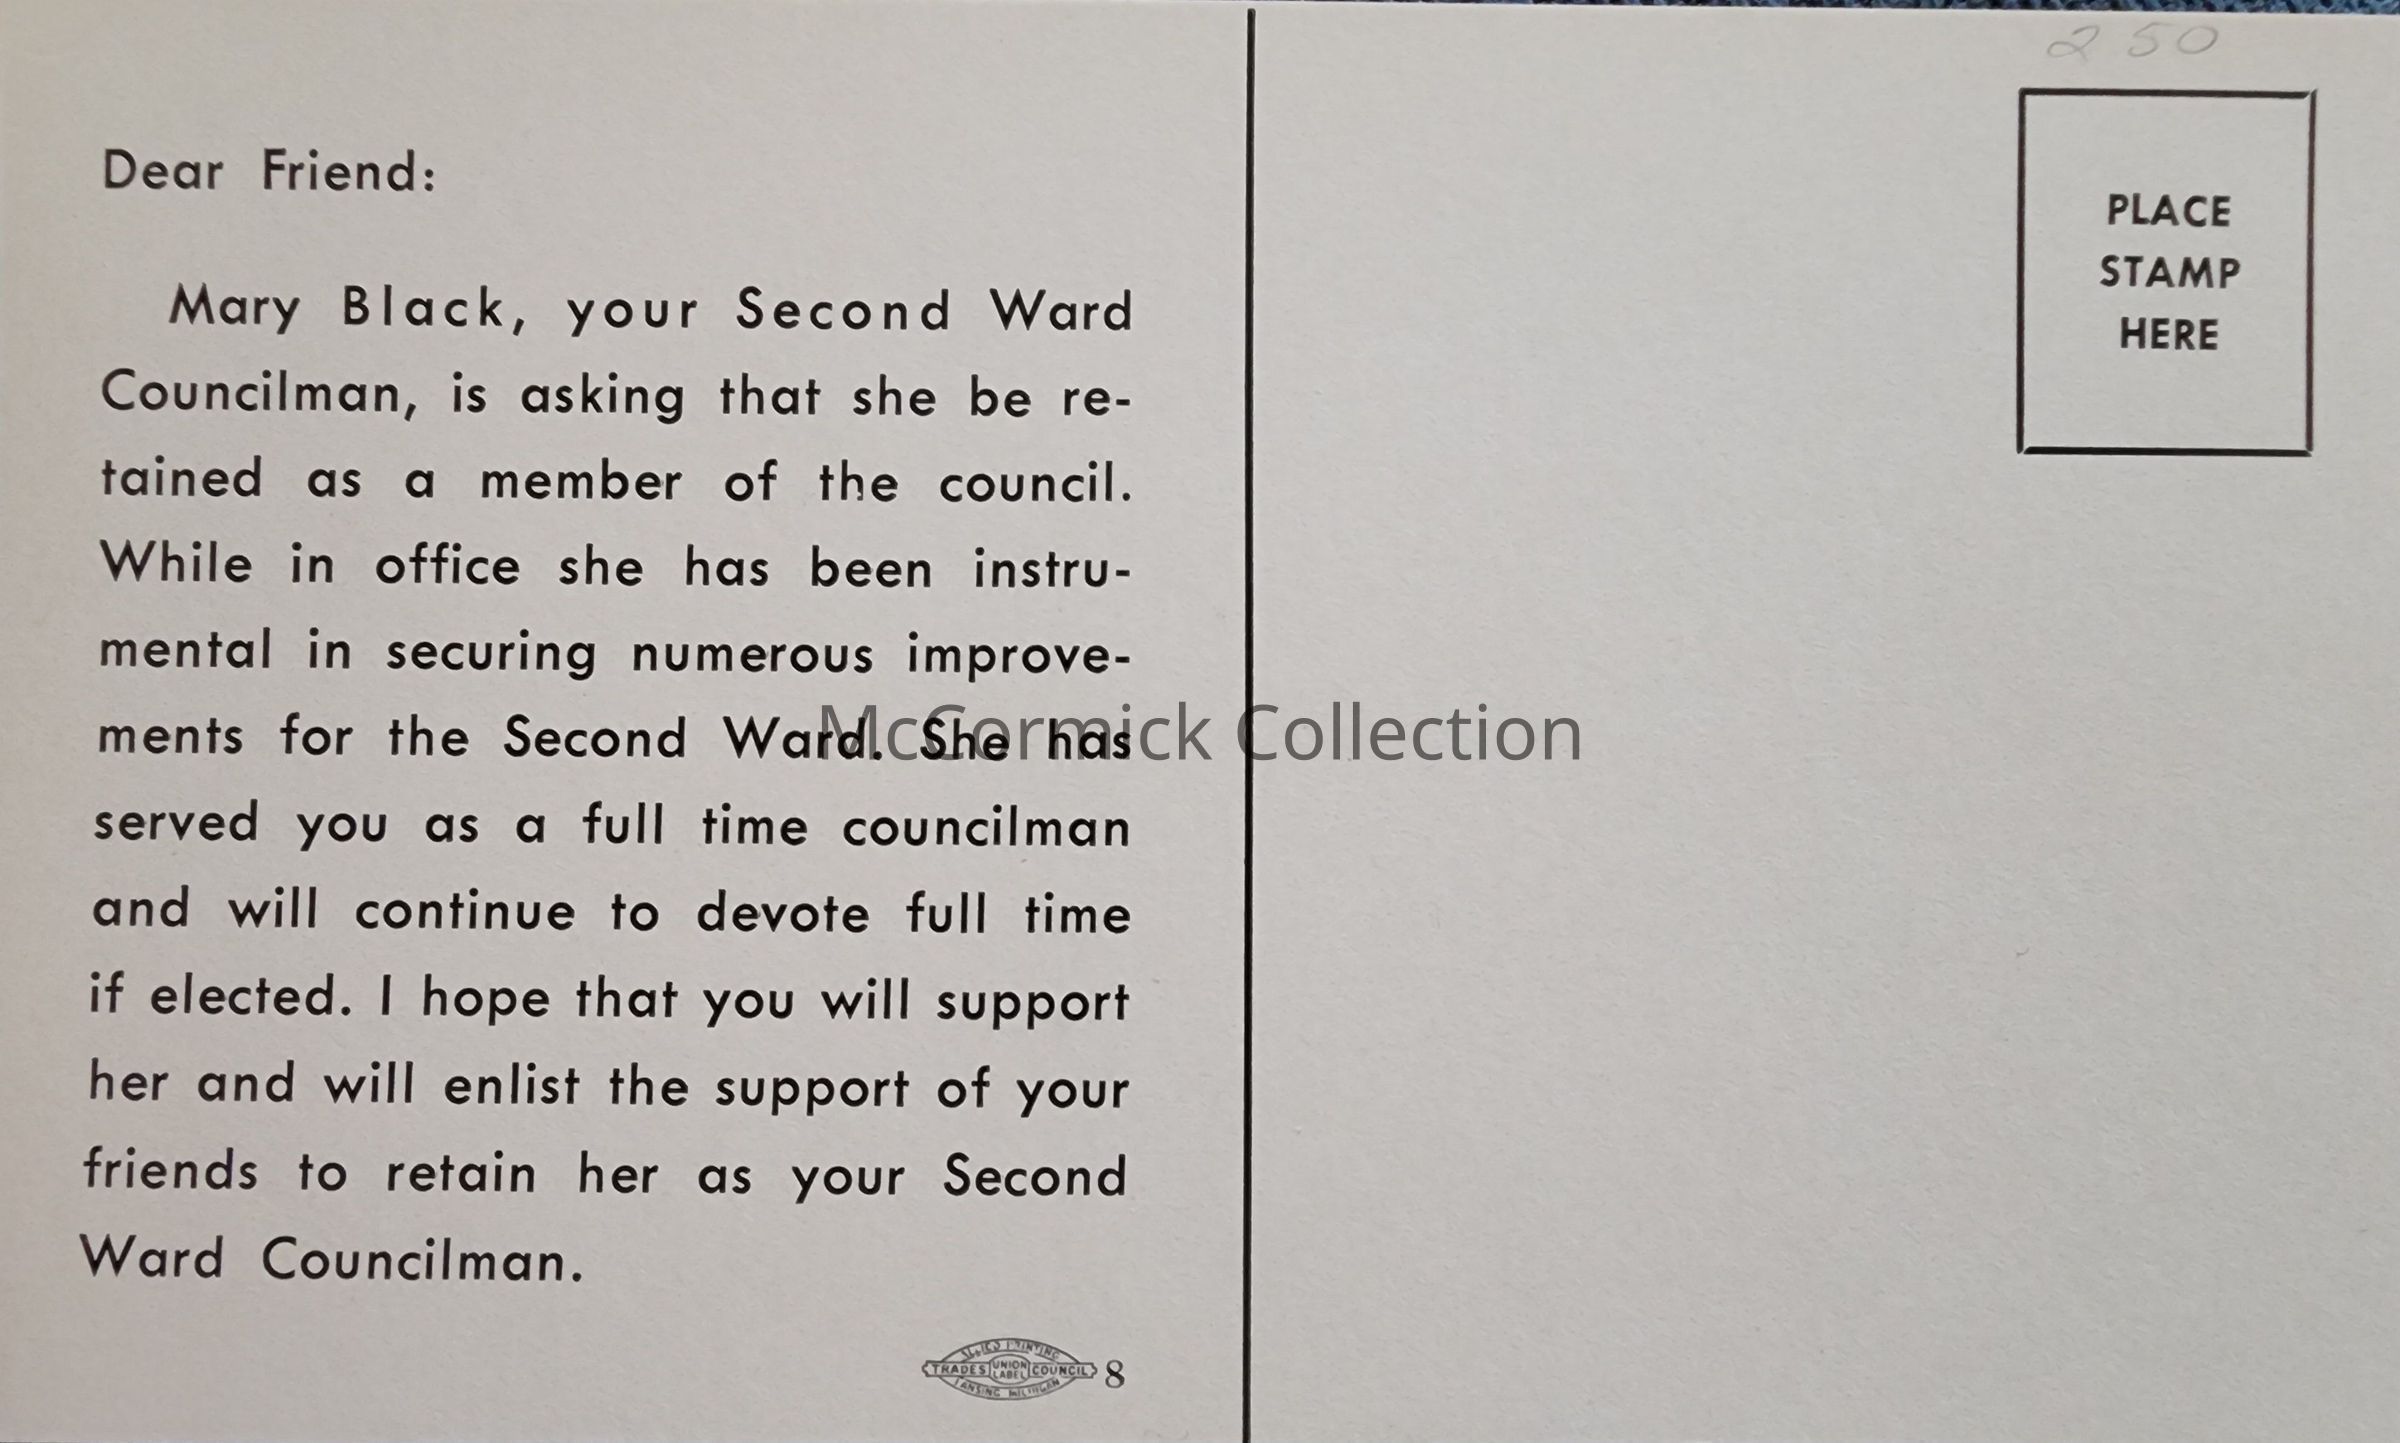 250
Dear Friend:
Mary Black, your Second Ward
Councilman, is asking that she be re-
tained as a member of the council.
While in office she has been instru-
mental in securing numerous improve-
ments for the Second Ward. She has
served you as a full time councilman
and will continue to devote full time
if elected. I hope that you will support
her and will enlist the support of your
friends to retain her as your Second
Ward Councilman.
ALLIED PRINTING
TRADES UNION LABEL COUNCIL
LANSING MICHIGAN
8
PLACE
STAMP
HERE
McCormick Collection